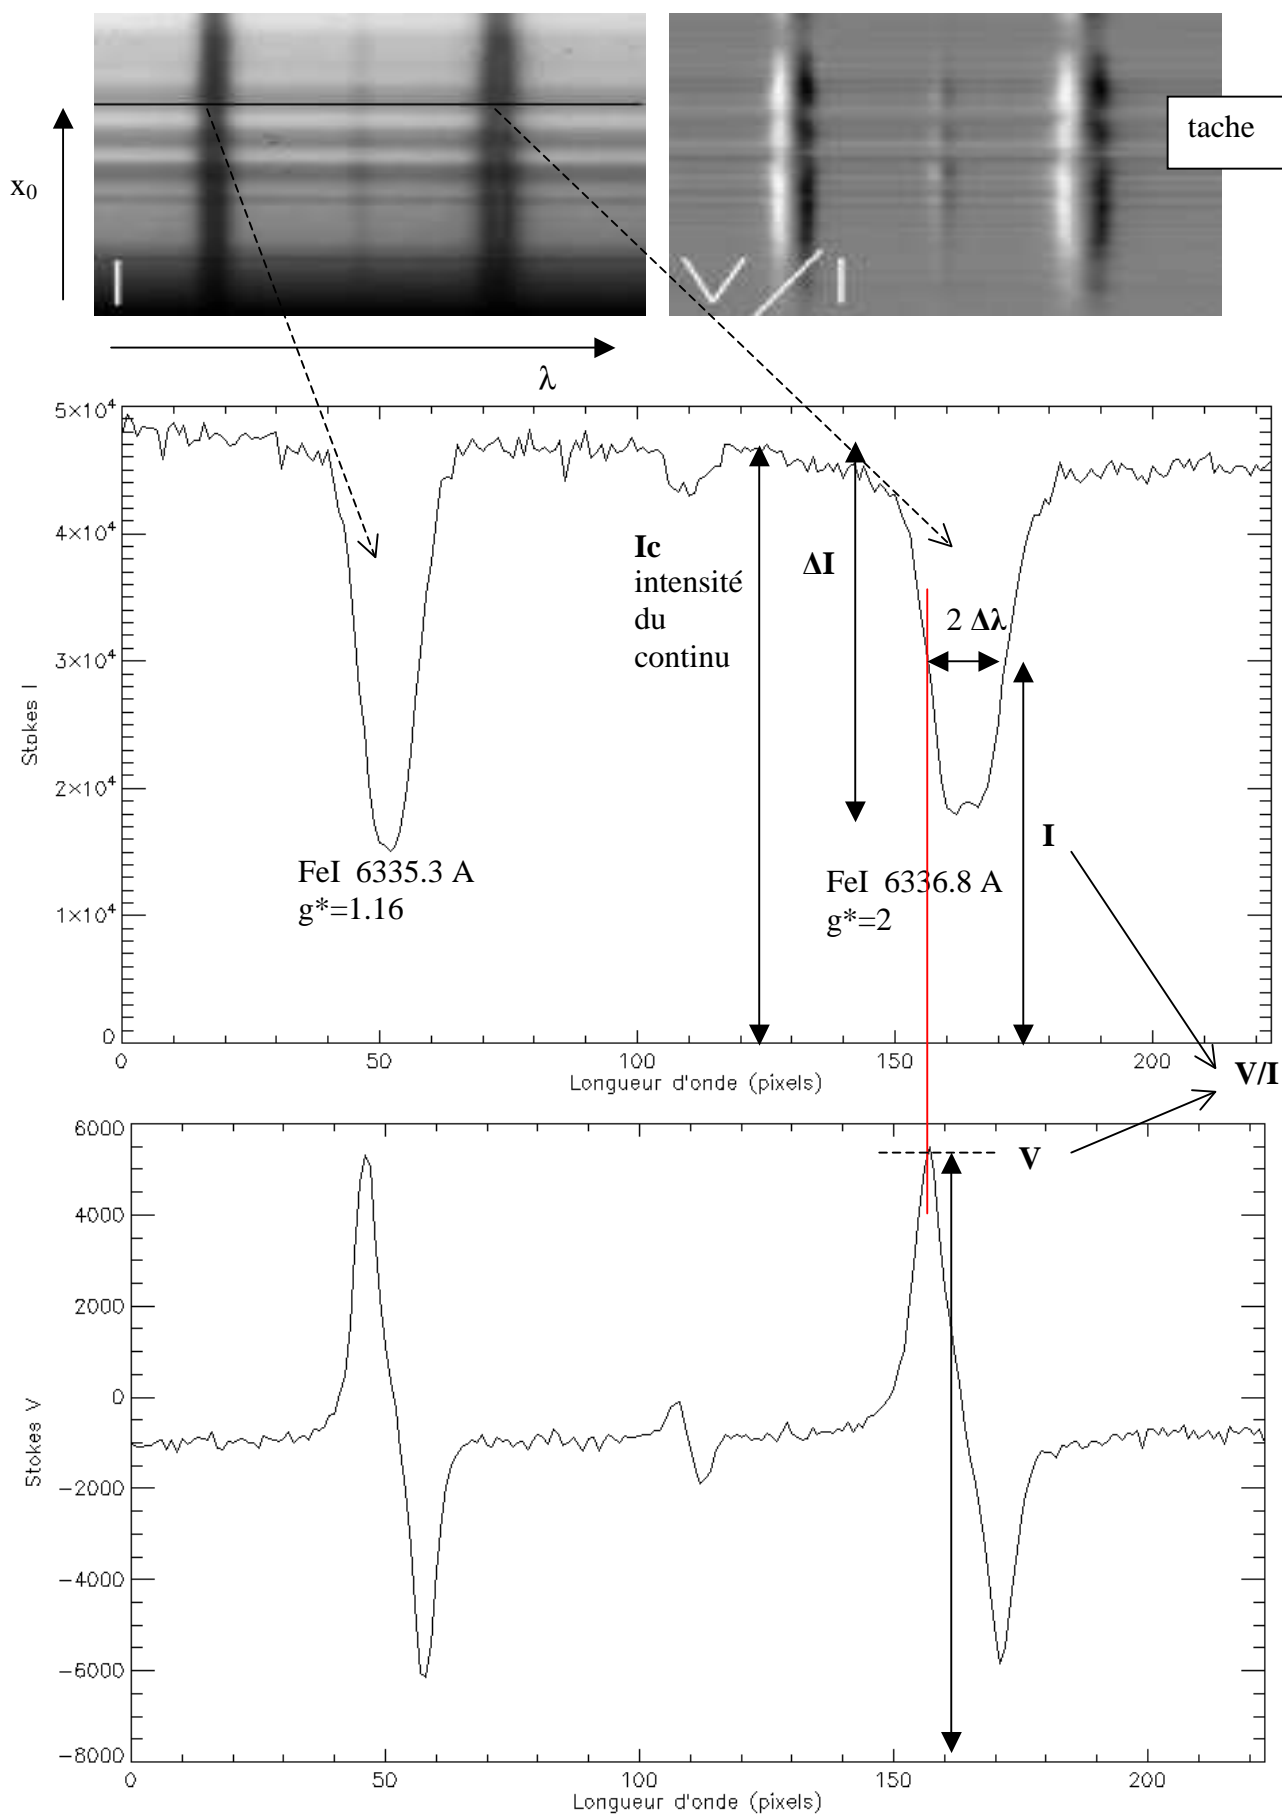 tache
x₀
I
V/I
λ
5×10⁴
4×10⁴
3×10⁴
2×10⁴
1×10⁴
0
Stokes I
Ic
intensité
du
continu
ΔI
2 Δλ
I
FeI 6335.3 A
g*=1.16
FeI 6336.8 A
g*=2
0 50 100 150 200
Longueur d'onde (pixels)
V/I
6000
4000
2000
0
−2000
−4000
−6000
−8000
Stokes V
V
0 50 100 150 200
Longueur d'onde (pixels)